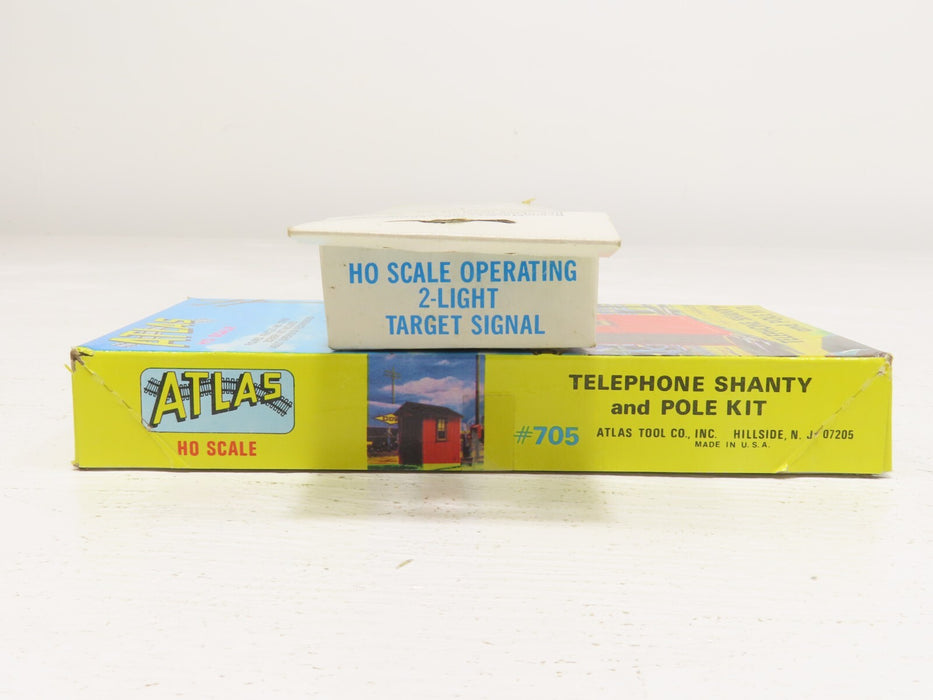 HO SCALE OPERATING
2-LIGHT
TARGET SIGNAL
ATLAS
ATLAS
HO SCALE
#705
TELEPHONE SHANTY
and POLE KIT
ATLAS TOOL CO., INC. HILLSIDE, N. J. 07205
MADE IN U.S.A.